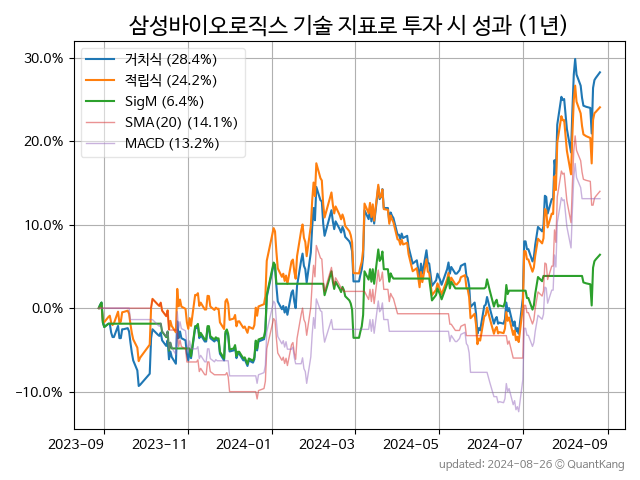 삼성바이오로직스 기술 지표로 투자 시 성과 (1년)
거치식 (28.4%)
적립식 (24.2%)
SigM (6.4%)
SMA(20) (14.1%)
MACD (13.2%)
30.0%
20.0%
10.0%
0.0%
−10.0%
2023-09 2023-11 2024-01 2024-03 2024-05 2024-07 2024-09
updated: 2024-08-26 © QuantKang